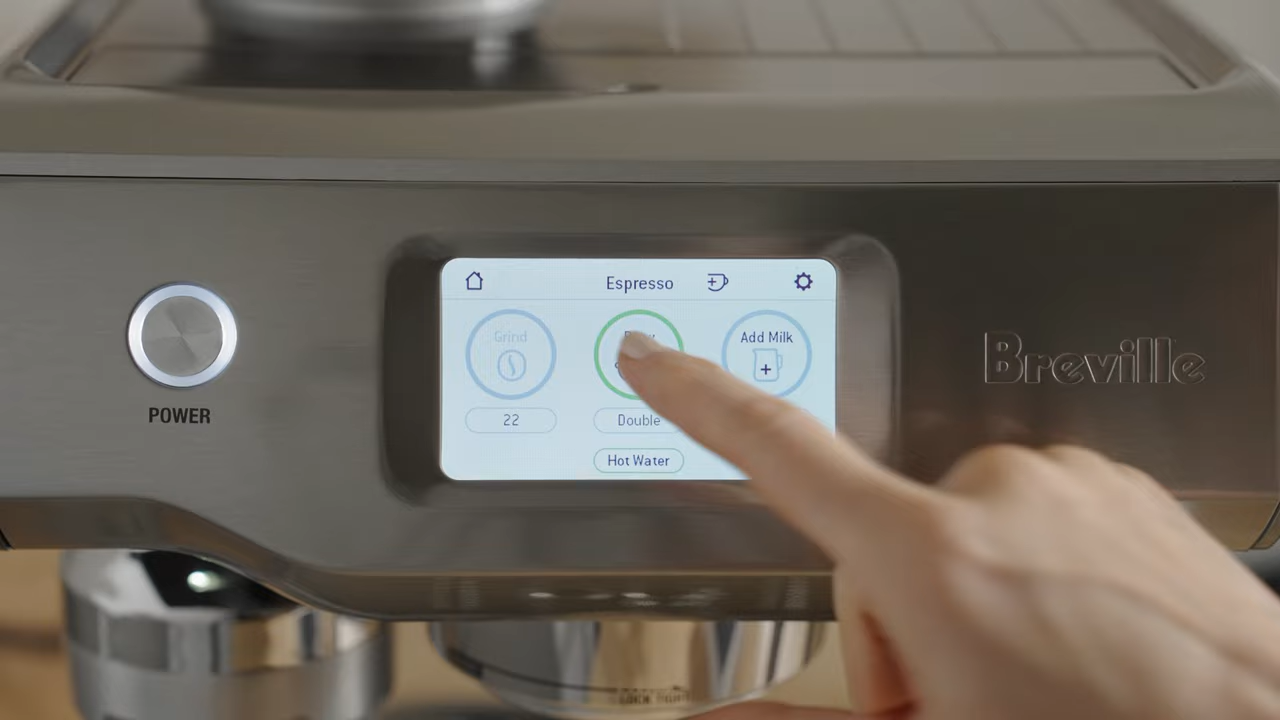 Espresso
Grind
Add Milk
22
Double
Hot Water
POWER
Breville